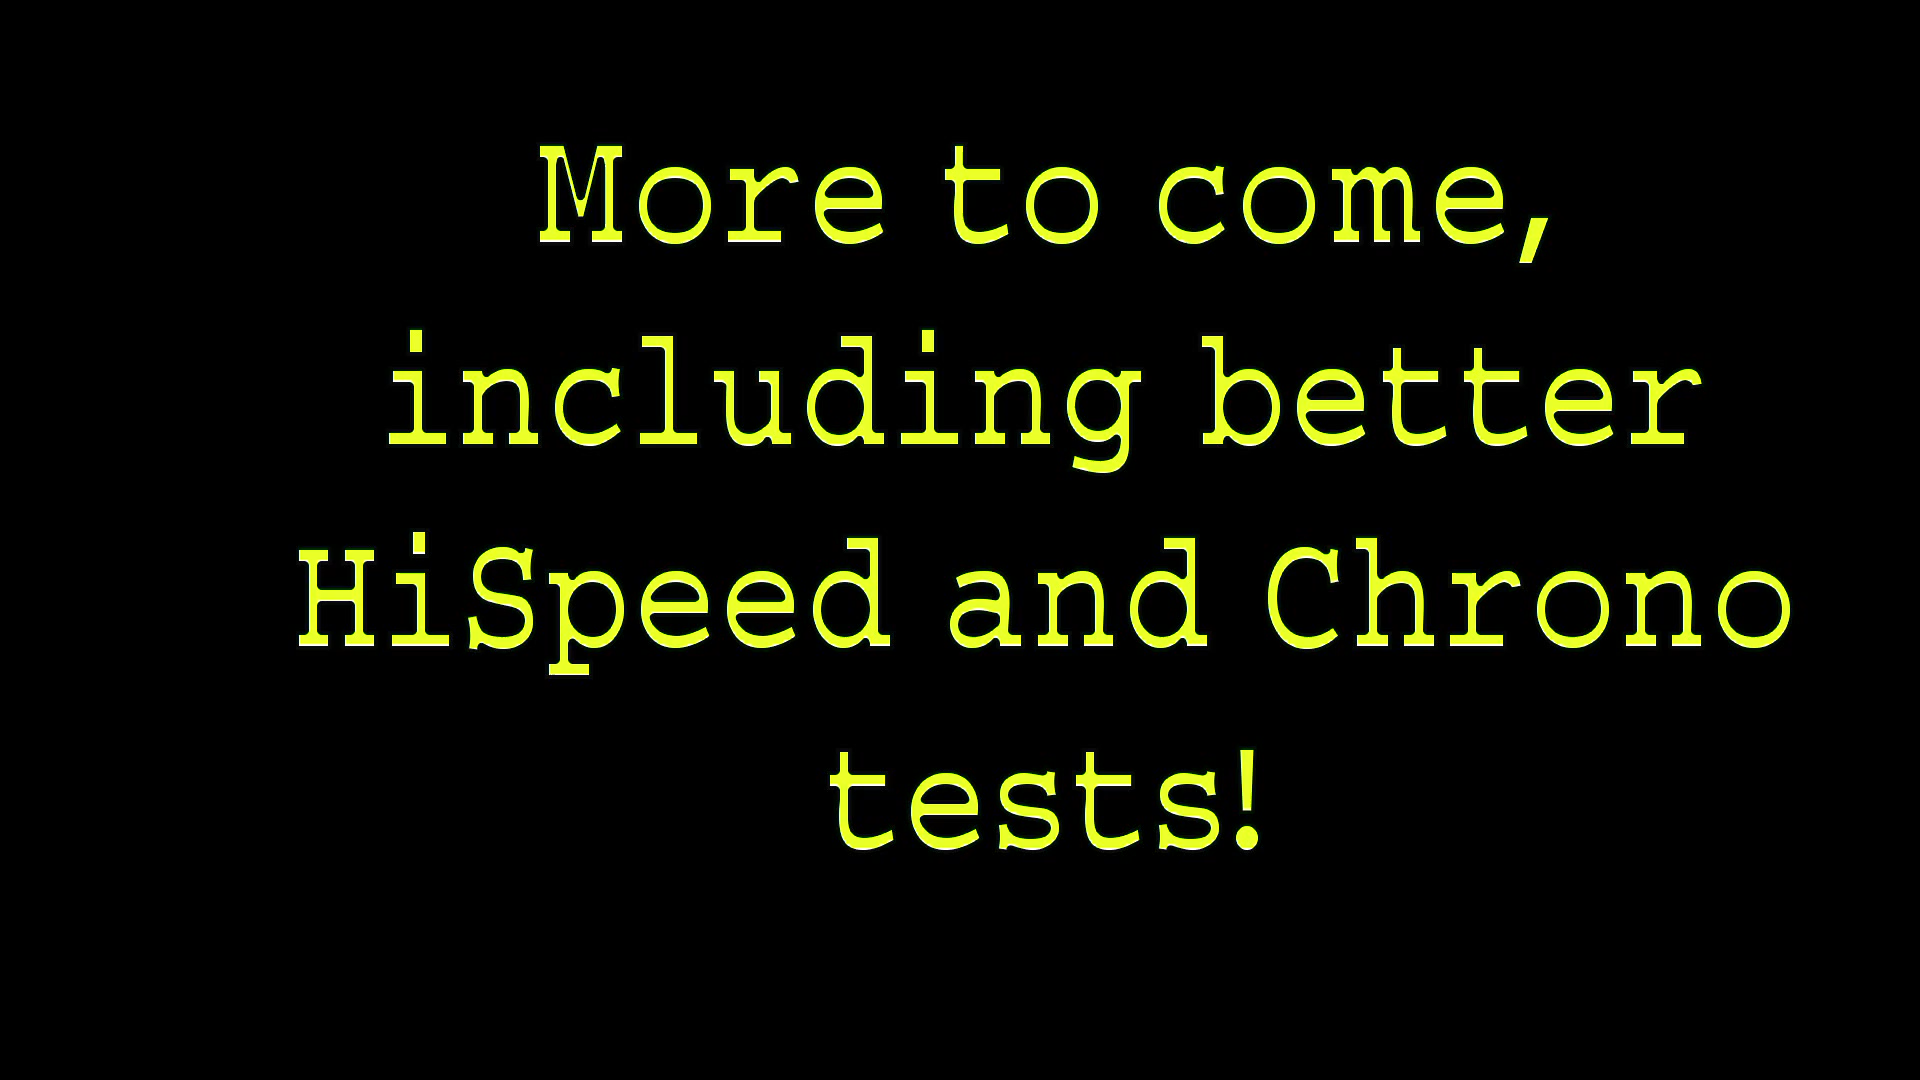 More to come,
including better
HiSpeed and Chrono
tests!